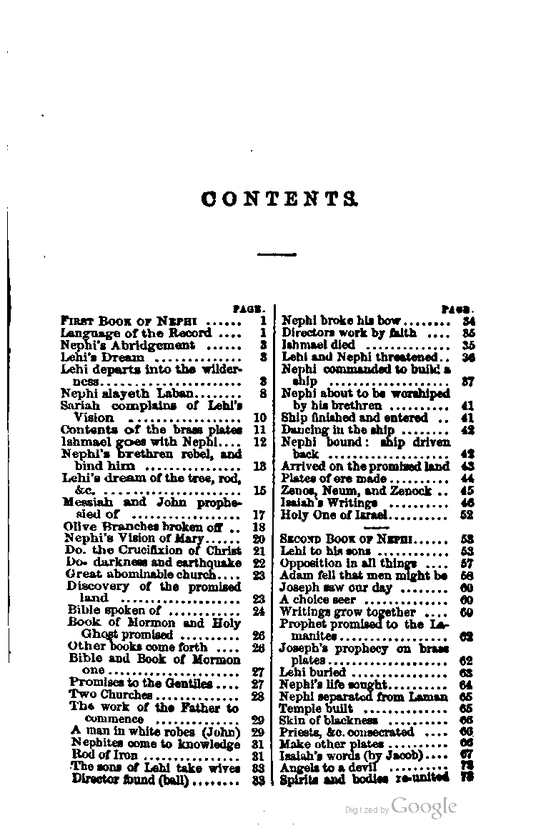 CONTENTS.
PAGE.
FIRST BOOK OF NEPHI ...... 1
Language of the Record .... 1
Nephi's Abridgement ...... 3
Lehi's Dream .............. 3
Lehi departs into the wilder-
ness........................ 3
Nephi slayeth Laban........ 8
Sariah complains of Lehi's
Vision .................. 10
Contents of the brass plates 11
Ishmael goes with Nephi.... 12
Nephi's brethren rebel, and
bind him ................ 13
Lehi's dream of the tree, rod,
&c. ....................... 15
Messiah and John prophe-
sied of .................. 17
Olive Branches broken off .. 18
Nephi's Vision of Mary...... 20
Do. the Crucifixion of Christ 21
Do. darkness and earthquake 22
Great abominable church.... 23
Discovery of the promised
land .................... 23
Bible spoken of ............ 24
Book of Mormon and Holy
Ghost promised .......... 26
Other books come forth .... 26
Bible and Book of Mormon
one ...................... 27
Promises to the Gentiles .... 27
Two Churches.............. 28
The work of the Father to
commence .............. 29
A man in white robes (John) 29
Nephites come to knowledge 31
Rod of Iron ................ 31
The sons of Lehi take wives 33
Director found (ball) ........ 33
PAGE.
Nephi broke his bow........ 34
Directors work by faith .... 35
Ishmael died .............. 35
Lehi and Nephi threatened.. 36
Nephi commanded to build a
ship .................... 37
Nephi about to be worshiped
by his brethren .......... 41
Ship finished and entered .. 41
Dancing in the ship ........ 42
Nephi bound: ship driven
back .................... 42
Arrived on the promised land 43
Plates of ore made .......... 44
Zenos, Neum, and Zenock .. 45
Isaiah's Writings .......... 46
Holy One of Israel.......... 52
SECOND BOOK OF NEPHI...... 53
Lehi to his sons ............ 53
Opposition in all things .... 57
Adam fell that men might be 58
Joseph saw our day ........ 60
A choice seer .............. 60
Writings grow together .... 60
Prophet promised to the La-
manites.................. 62
Joseph's prophecy on brass
plates.................... 62
Lehi buried ................ 63
Nephi's life sought.......... 64
Nephi separated from Laman 65
Temple built .............. 65
Skin of blackness .......... 66
Priests, &c. consecrated .... 66
Make other plates .......... 66
Isaiah's words (by Jacob).... 67
Angels to a devil ............ 73
Spirits and bodies re-united 73
Digitized by Google